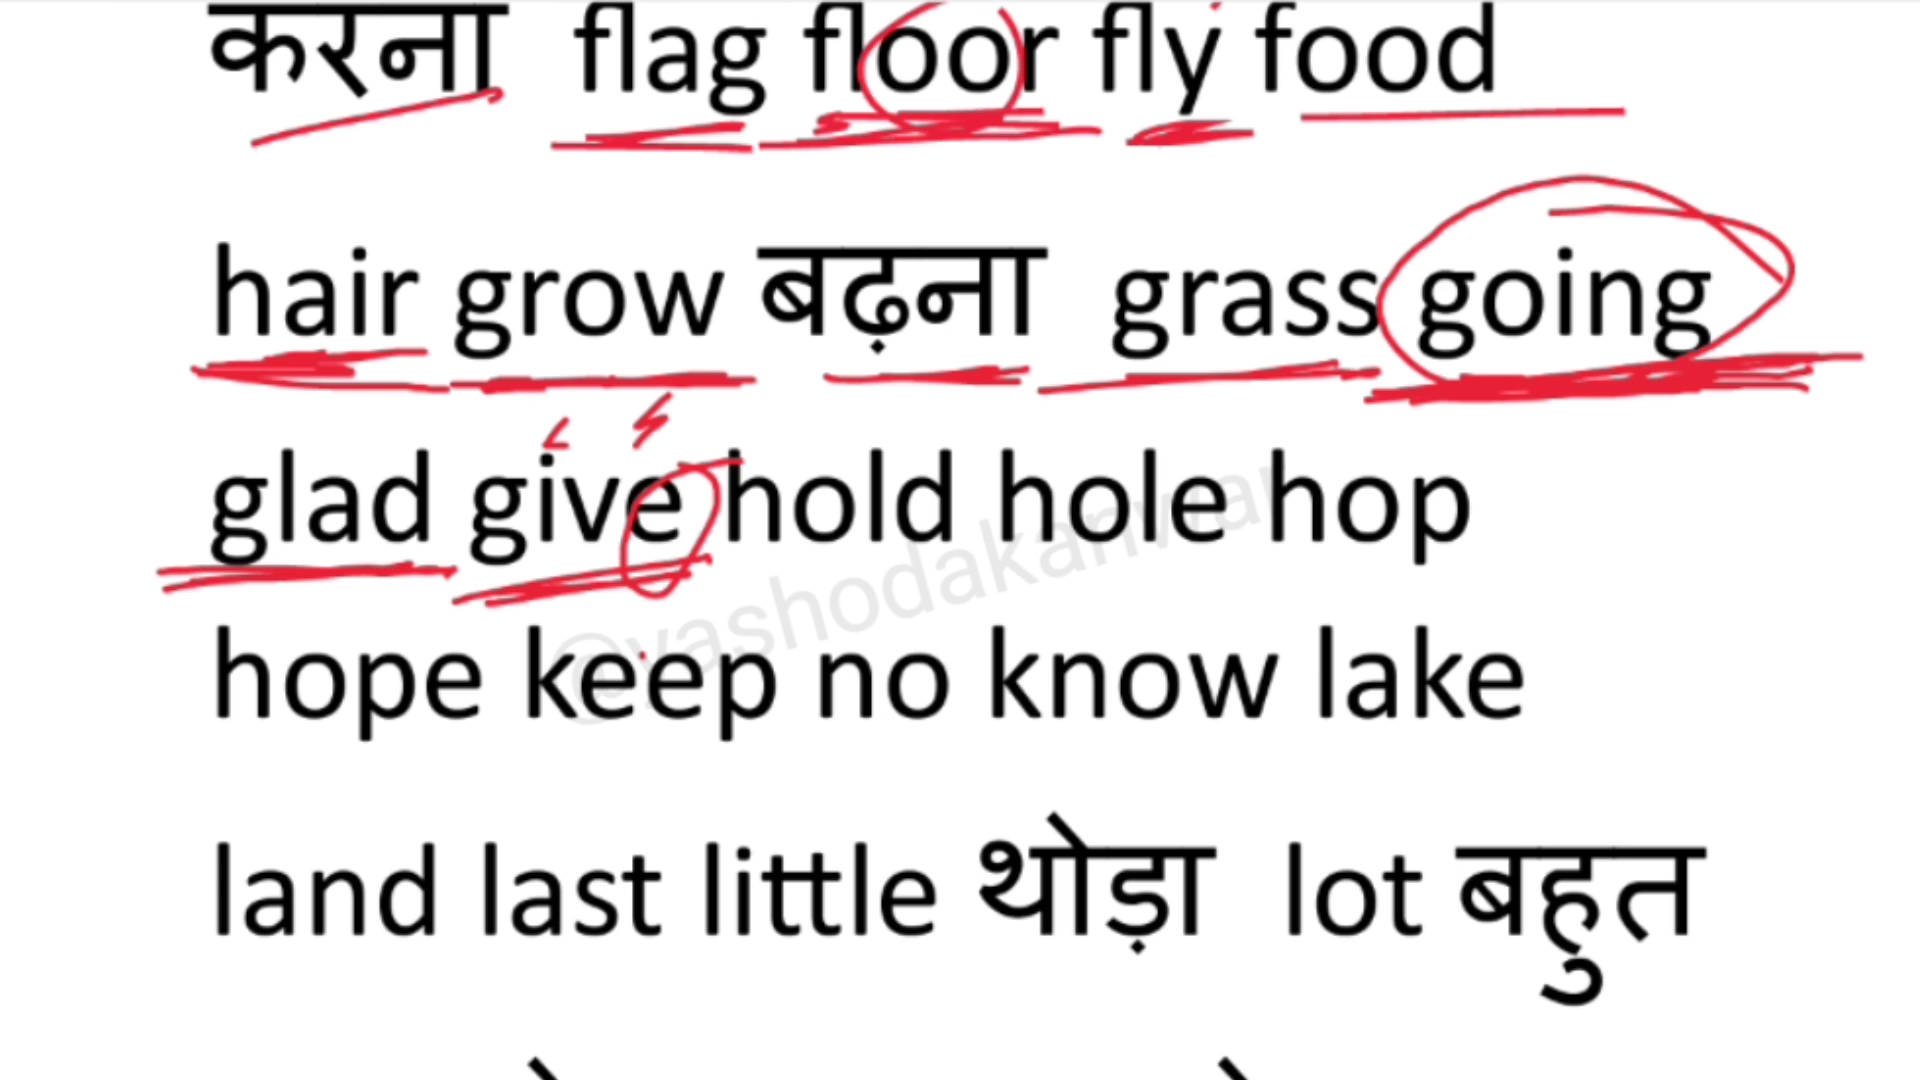 करना flag floor fly food
hair grow बढ़ना grass going
glad give hold hole hop
@yashodakanwar
hope keep no know lake
land last little थोड़ा lot बहुत